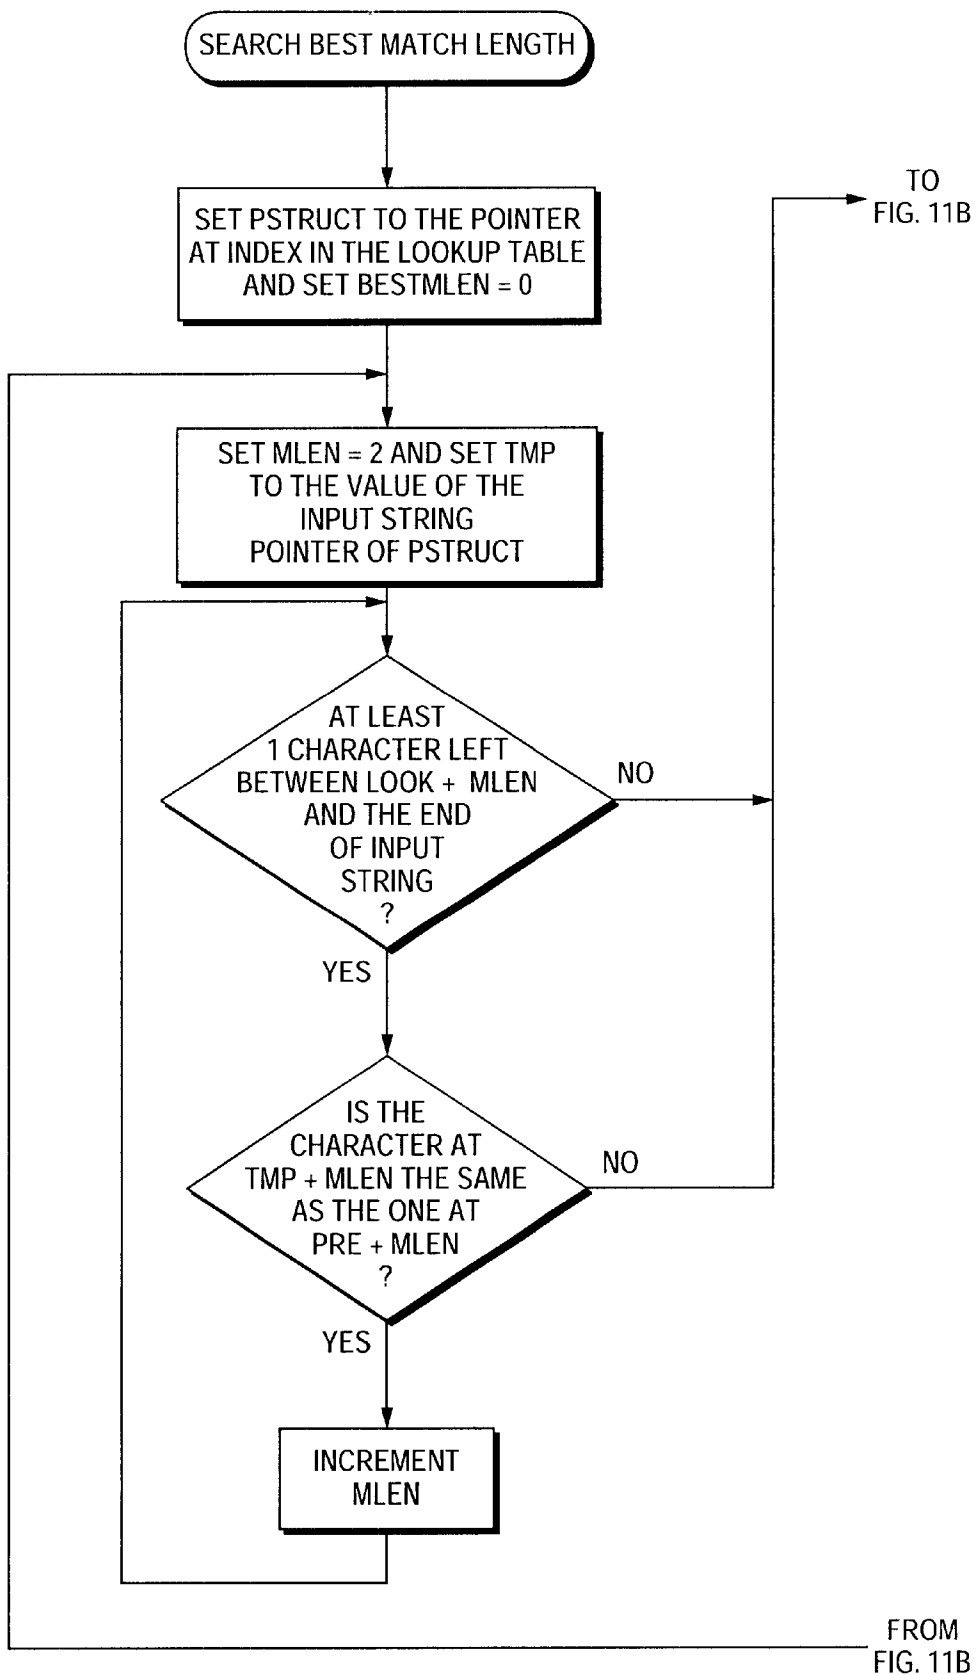 SEARCH BEST MATCH LENGTH
SET PSTRUCT TO THE POINTER
AT INDEX IN THE LOOKUP TABLE
AND SET BESTMLEN = 0
TO
FIG. 11B
SET MLEN = 2 AND SET TMP
TO THE VALUE OF THE
INPUT STRING
POINTER OF PSTRUCT
AT LEAST
1 CHARACTER LEFT
BETWEEN LOOK + MLEN
AND THE END
OF INPUT
STRING
?
NO
YES
IS THE
CHARACTER AT
TMP + MLEN THE SAME
AS THE ONE AT
PRE + MLEN
?
NO
YES
INCREMENT
MLEN
FROM
FIG. 11B